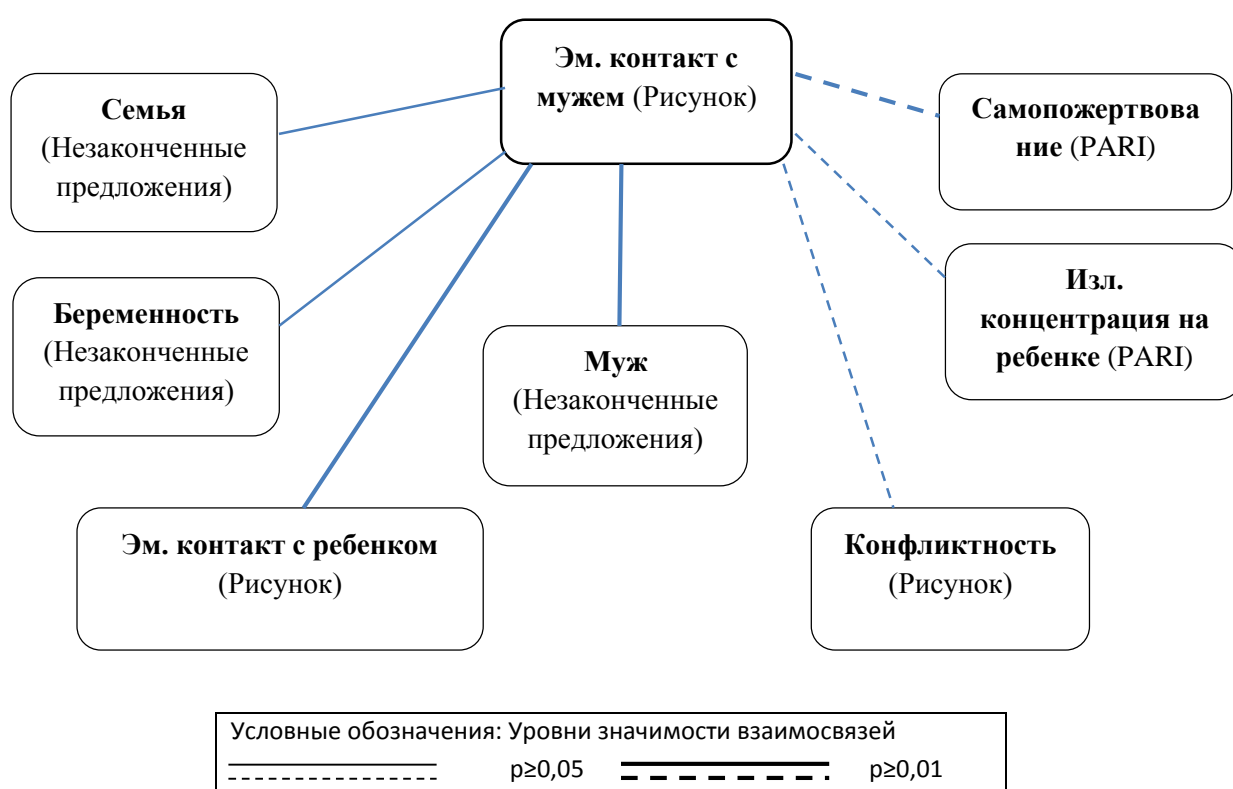 Эм. контакт с
мужем (Рисунок)
Семья
(Незаконченные
предложения)
Самопожертвова
ние (PARI)
Беременность
(Незаконченные
предложения)
Муж
(Незаконченные
предложения)
Изл.
концентрация на
ребенке (PARI)
Эм. контакт с ребенком
(Рисунок)
Конфликтность
(Рисунок)
Условные обозначения: Уровни значимости взаимосвязей
p≥0,05 p≥0,01